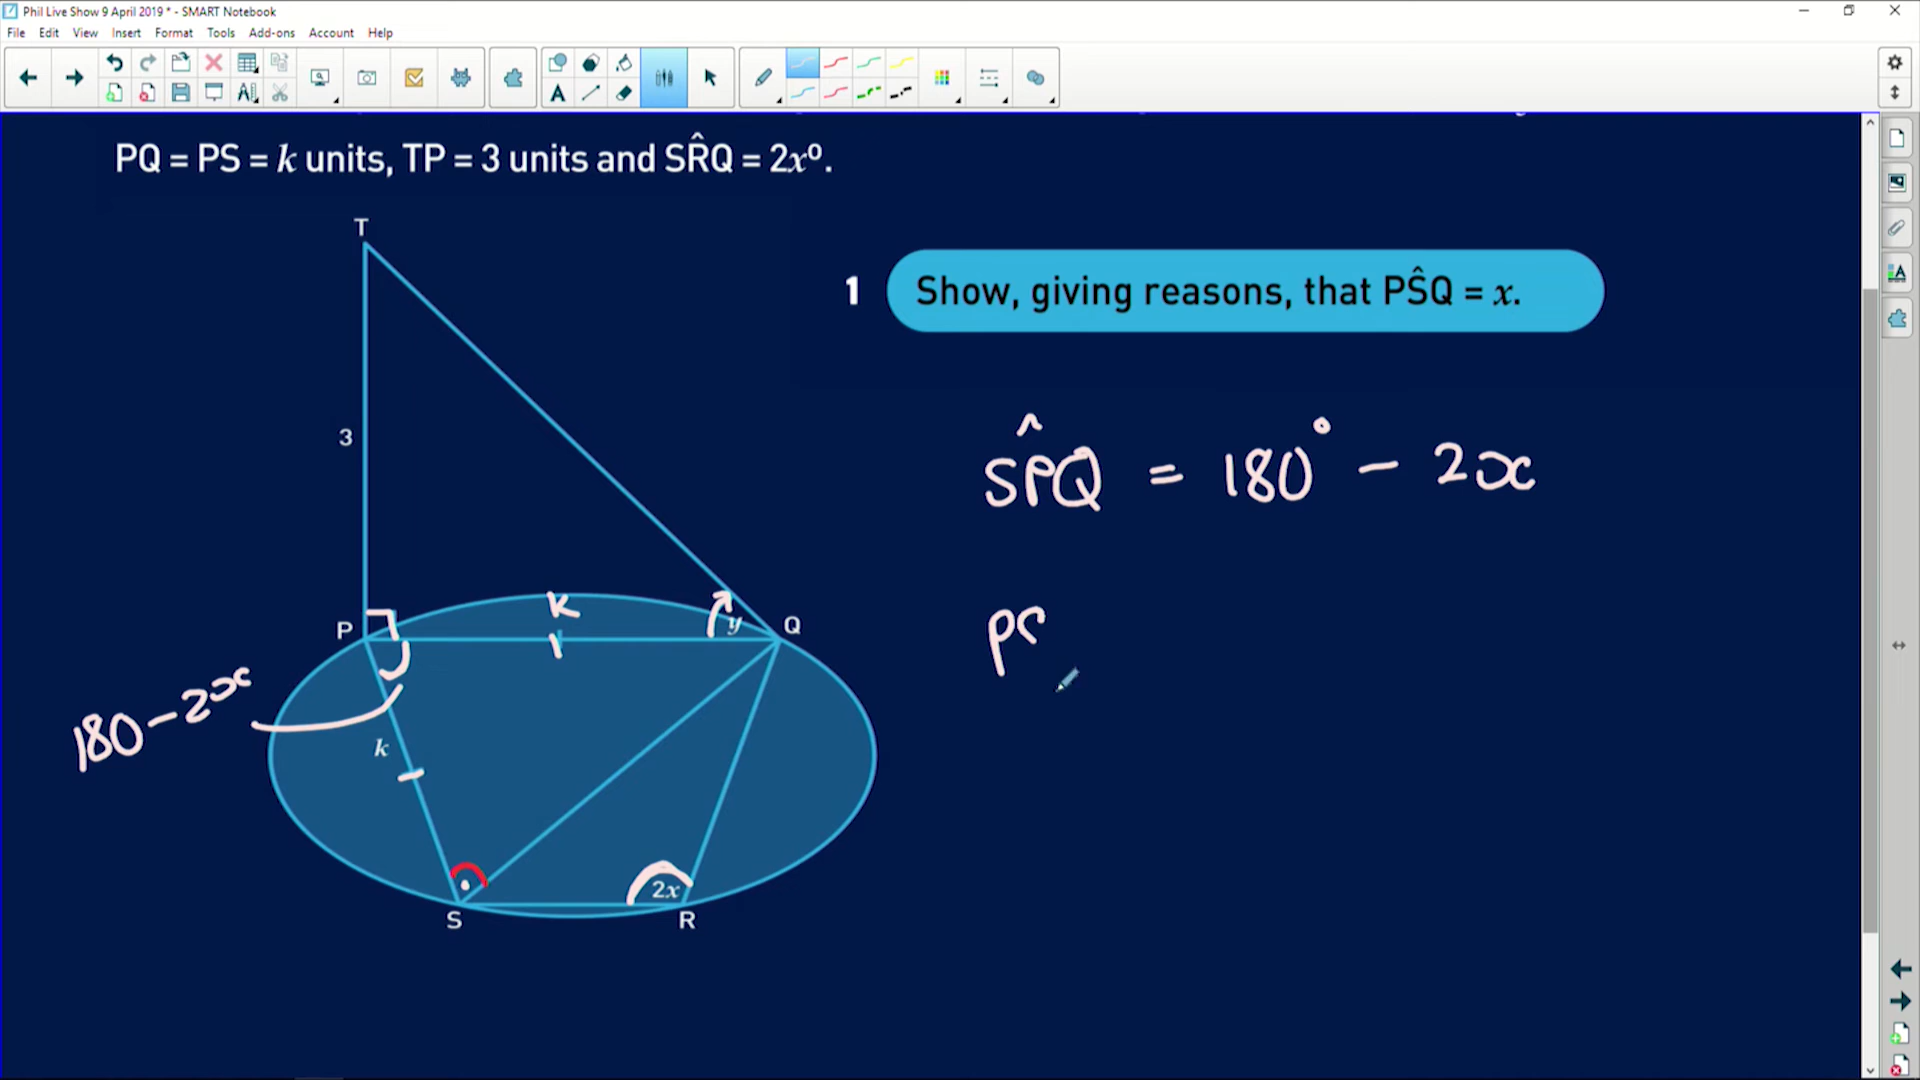 Phil Live Show 9 April 2019 * - SMART Notebook
File Edit View Insert Format Tools Add-ons Account Help
PQ = PS = k units, TP = 3 units and SR̂Q = 2xº.
T
1 Show, giving reasons, that PŜQ = x.
3
SP̂Q = 180° - 2x
k
P
y
Q
PS
180-2x
k
2x
S
R